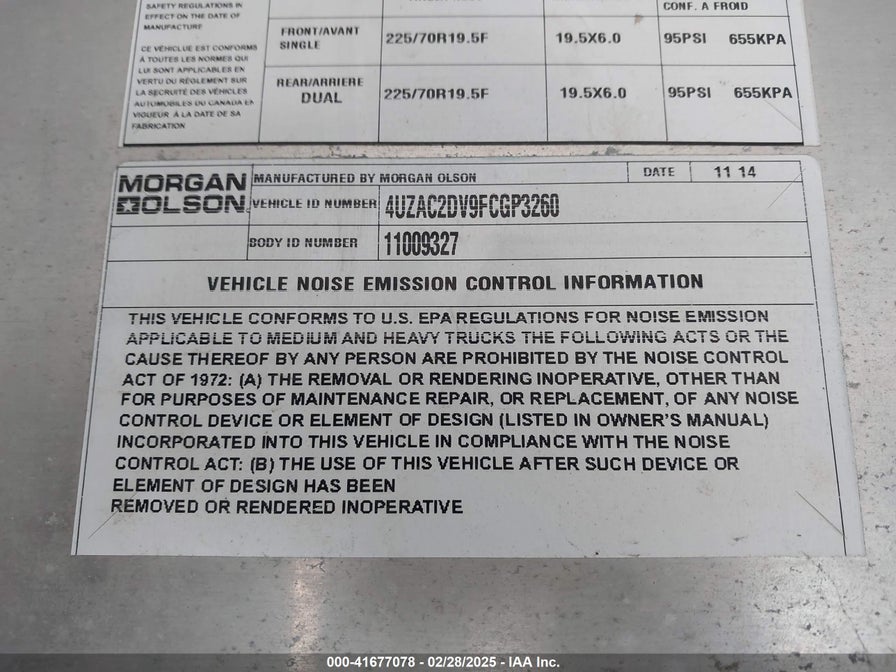 SAFETY REGULATIONS IN
EFFECT ON THE DATE OF
MANUFACTURE
CE VÉHICLUE EST CONFORMS
À TOUTES LES NORMES QUI
LUI SONT APPLICABLES EN
VERTU DU RÈGLEMENT SUR
LA SECRUITÉ DES VÉHICLES
AUTOMOBILES DU CANADA EN
VIGUEUR À LA DATE DE SA
FABRICATION
CONF. A FROID
FRONT/AVANT
SINGLE
225/70R19.5F 19.5X6.0 95PSI 655KPA
REAR/ARRIERE
DUAL
225/70R19.5F 19.5X6.0 95PSI 655KPA
MORGAN
OLSON
MANUFACTURED BY MORGAN OLSON DATE 11 14
VEHICLE ID NUMBER 4UZAC2DV9FCGP3260
BODY ID NUMBER 11009327
VEHICLE NOISE EMISSION CONTROL INFORMATION
THIS VEHICLE CONFORMS TO U.S. EPA REGULATIONS FOR NOISE EMISSION
APPLICABLE TO MEDIUM AND HEAVY TRUCKS THE FOLLOWING ACTS OR THE
CAUSE THEREOF BY ANY PERSON ARE PROHIBITED BY THE NOISE CONTROL
ACT OF 1972: (A) THE REMOVAL OR RENDERING INOPERATIVE, OTHER THAN
FOR PURPOSES OF MAINTENANCE REPAIR, OR REPLACEMENT, OF ANY NOISE
CONTROL DEVICE OR ELEMENT OF DESIGN (LISTED IN OWNER'S MANUAL)
INCORPORATED INTO THIS VEHICLE IN COMPLIANCE WITH THE NOISE
CONTROL ACT: (B) THE USE OF THIS VEHICLE AFTER SUCH DEVICE OR
ELEMENT OF DESIGN HAS BEEN
REMOVED OR RENDERED INOPERATIVE
000-41677078 - 02/28/2025 - IAA Inc.